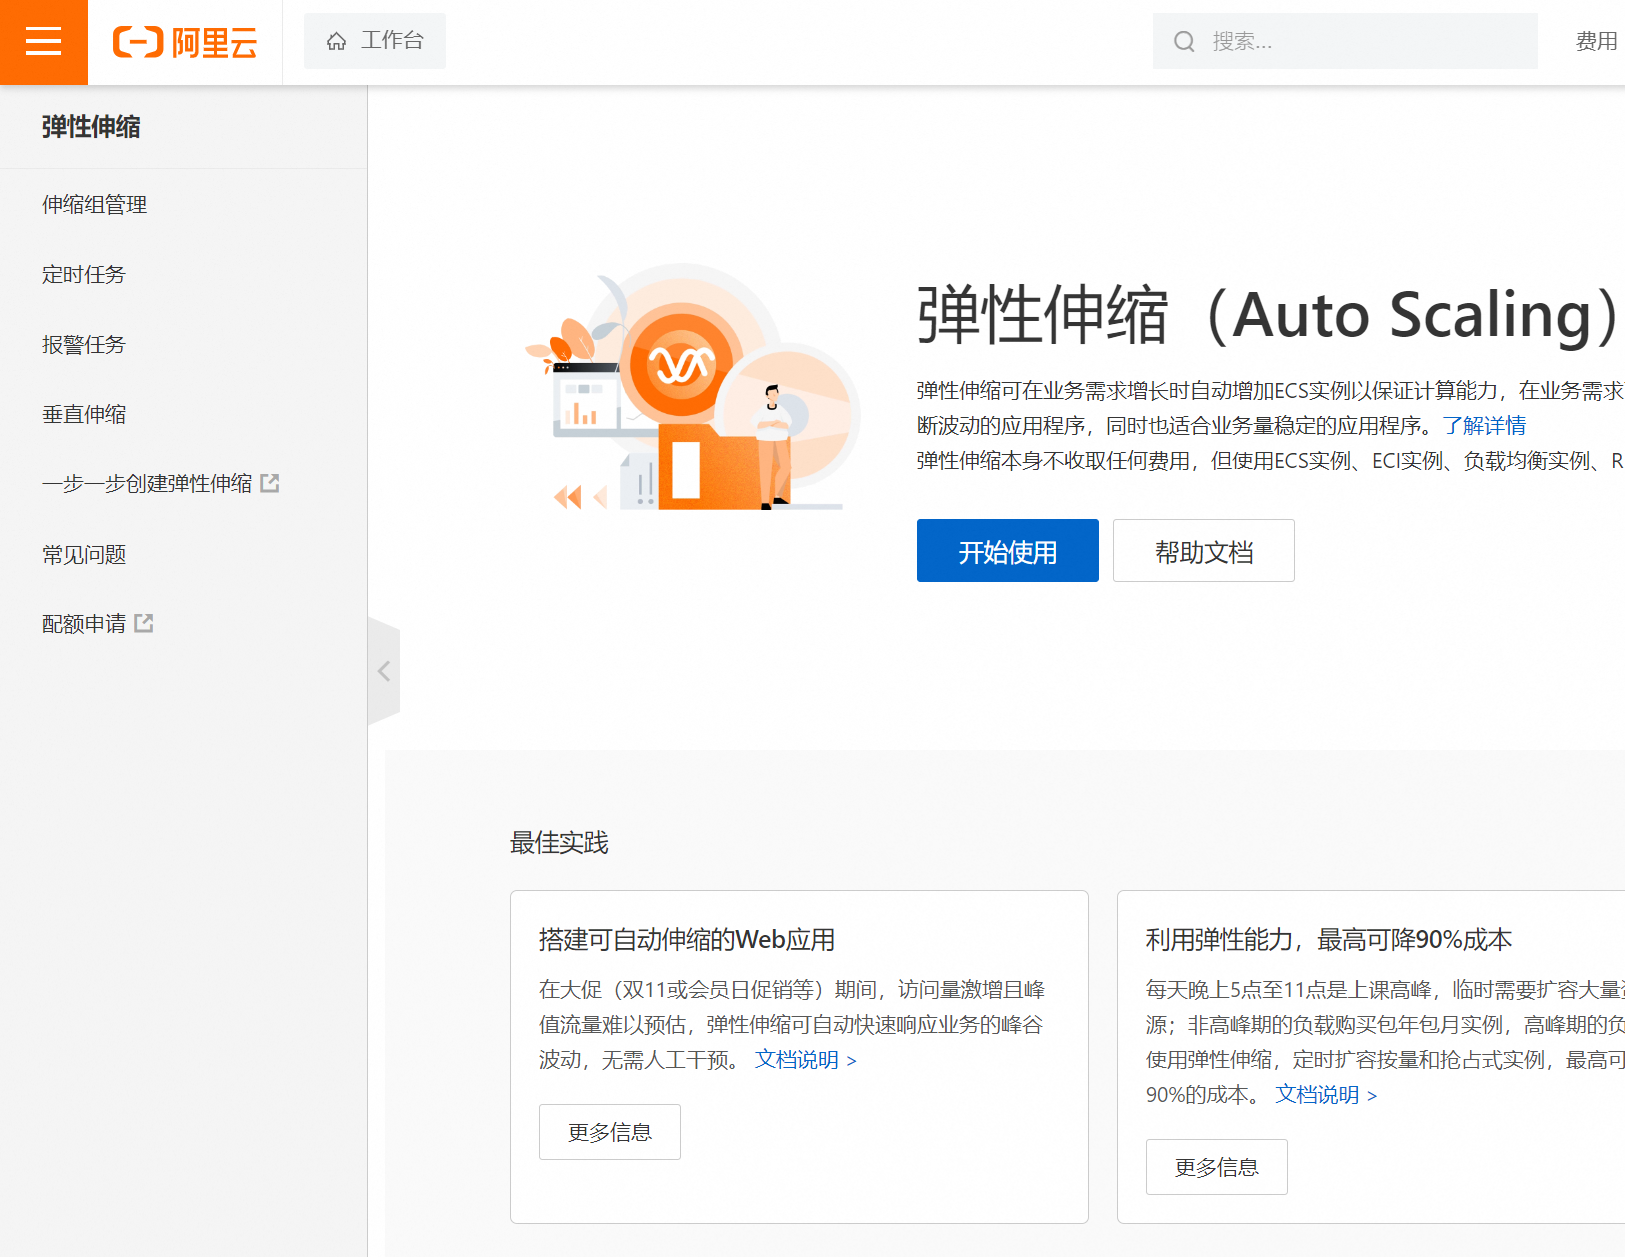 阿里云
工作台
搜索...
费用
弹性伸缩
伸缩组管理
定时任务
报警任务
垂直伸缩
一步一步创建弹性伸缩
常见问题
配额申请
弹性伸缩（Auto Scaling）
弹性伸缩可在业务需求增长时自动增加ECS实例以保证计算能力，在业务需求
断波动的应用程序，同时也适合业务量稳定的应用程序。了解详情
弹性伸缩本身不收取任何费用，但使用ECS实例、ECI实例、负载均衡实例、R
开始使用
帮助文档
最佳实践
搭建可自动伸缩的Web应用
在大促（双11或会员日促销等）期间，访问量激增且峰
值流量难以预估，弹性伸缩可自动快速响应业务的峰谷
波动，无需人工干预。 文档说明 >
更多信息
利用弹性能力，最高可降90%成本
每天晚上5点至11点是上课高峰，临时需要扩容大量资
源；非高峰期的负载购买包年包月实例，高峰期的负
使用弹性伸缩，定时扩容按量和抢占式实例，最高可
90%的成本。 文档说明 >
更多信息